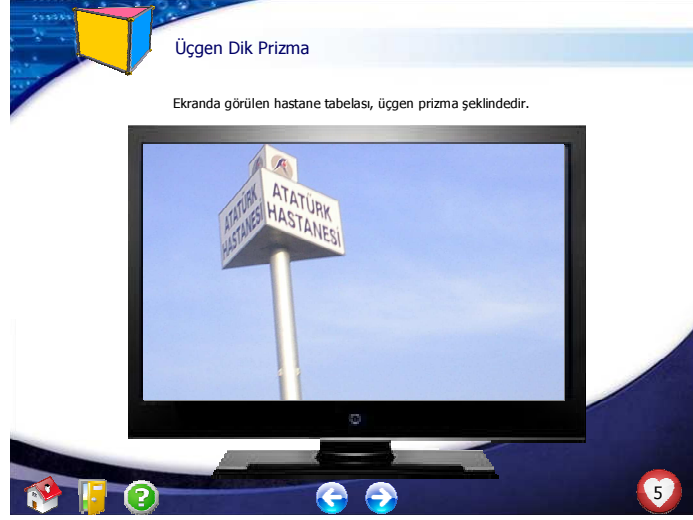 Üçgen Dik Prizma
Ekranda görülen hastane tabelası, üçgen prizma şeklindedir.
ATATÜRK
HASTANESİ
ATATÜRK
HASTANESİ
?
5